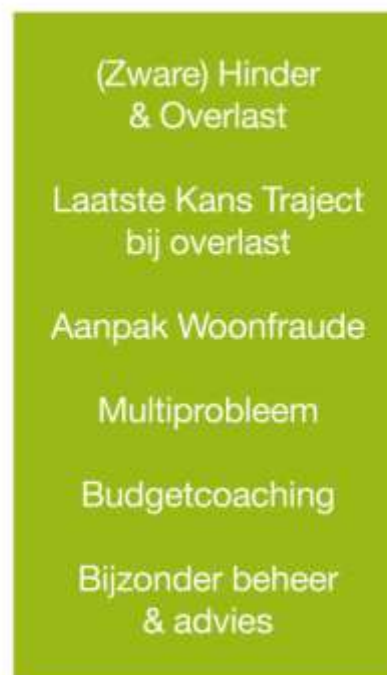 (Zware) Hinder
& Overlast
Laatste Kans Traject
bij overlast
Aanpak Woonfraude
Multiprobleem
Budgetcoaching
Bijzonder beheer
& advies